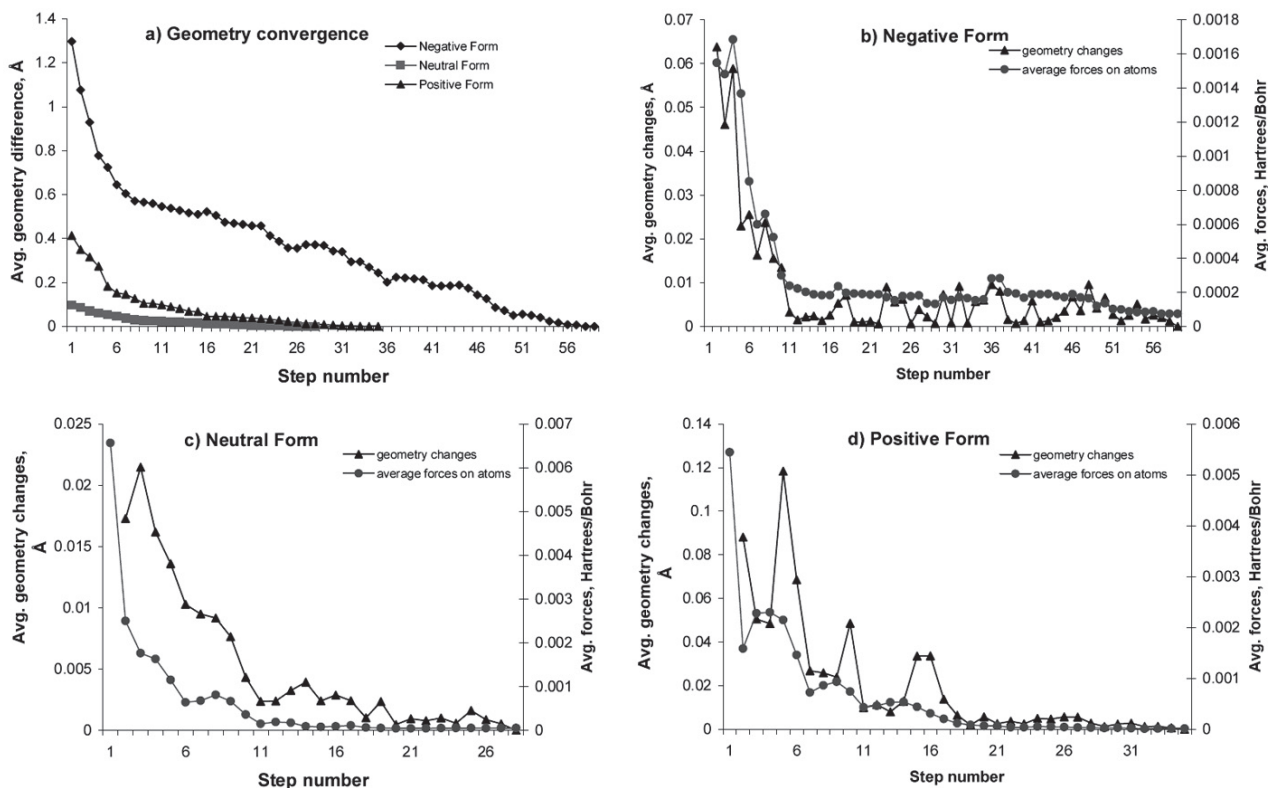 a) Geometry convergence
Negative Form
Neutral Form
Positive Form
Avg. geometry difference, Å
1.4
1.2
1
0.8
0.6
0.4
0.2
0
1 6 11 16 21 26 31 36 41 46 51 56
Step number
b) Negative Form
geometry changes
average forces on atoms
Avg. geometry changes, Å
0.07
0.06
0.05
0.04
0.03
0.02
0.01
0
0.0018
0.0016
0.0014
0.0012
0.001
0.0008
0.0006
0.0004
0.0002
0
Avg. forces, Hartrees/Bohr
1 6 11 16 21 26 31 36 41 46 51 56
Step number
c) Neutral Form
geometry changes
average forces on atoms
Avg. geometry changes,
Å
0.025
0.02
0.015
0.01
0.005
0
0.007
0.006
0.005
0.004
0.003
0.002
0.001
0
Avg. forces, Hartrees/Bohr
1 6 11 16 21 26
Step number
d) Positive Form
geometry changes
average forces on atoms
Avg. geometry changes,
Å
0.14
0.12
0.1
0.08
0.06
0.04
0.02
0
0.006
0.005
0.004
0.003
0.002
0.001
0
Avg. forces, Hartrees/Bohr
1 6 11 16 21 26 31
Step number